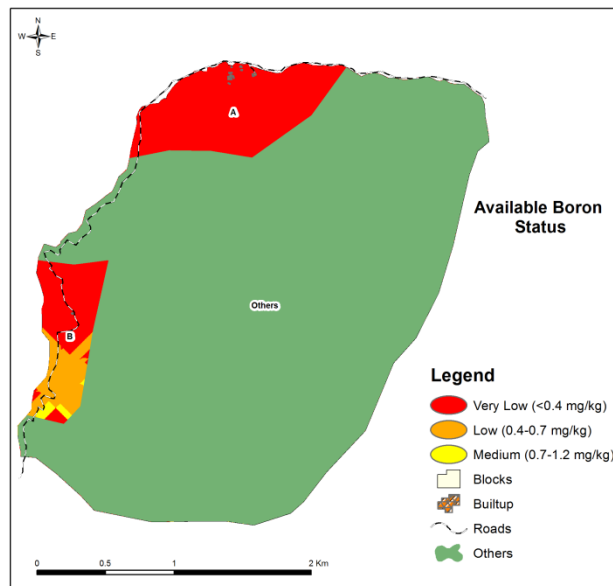 N
W E
S
A
Available Boron
Status
Others
B
Legend
Very Low (<0.4 mg/kg)
Low (0.4-0.7 mg/kg)
Medium (0.7-1.2 mg/kg)
Blocks
Builtup
Roads
Others
0 0.5 1 2 Km